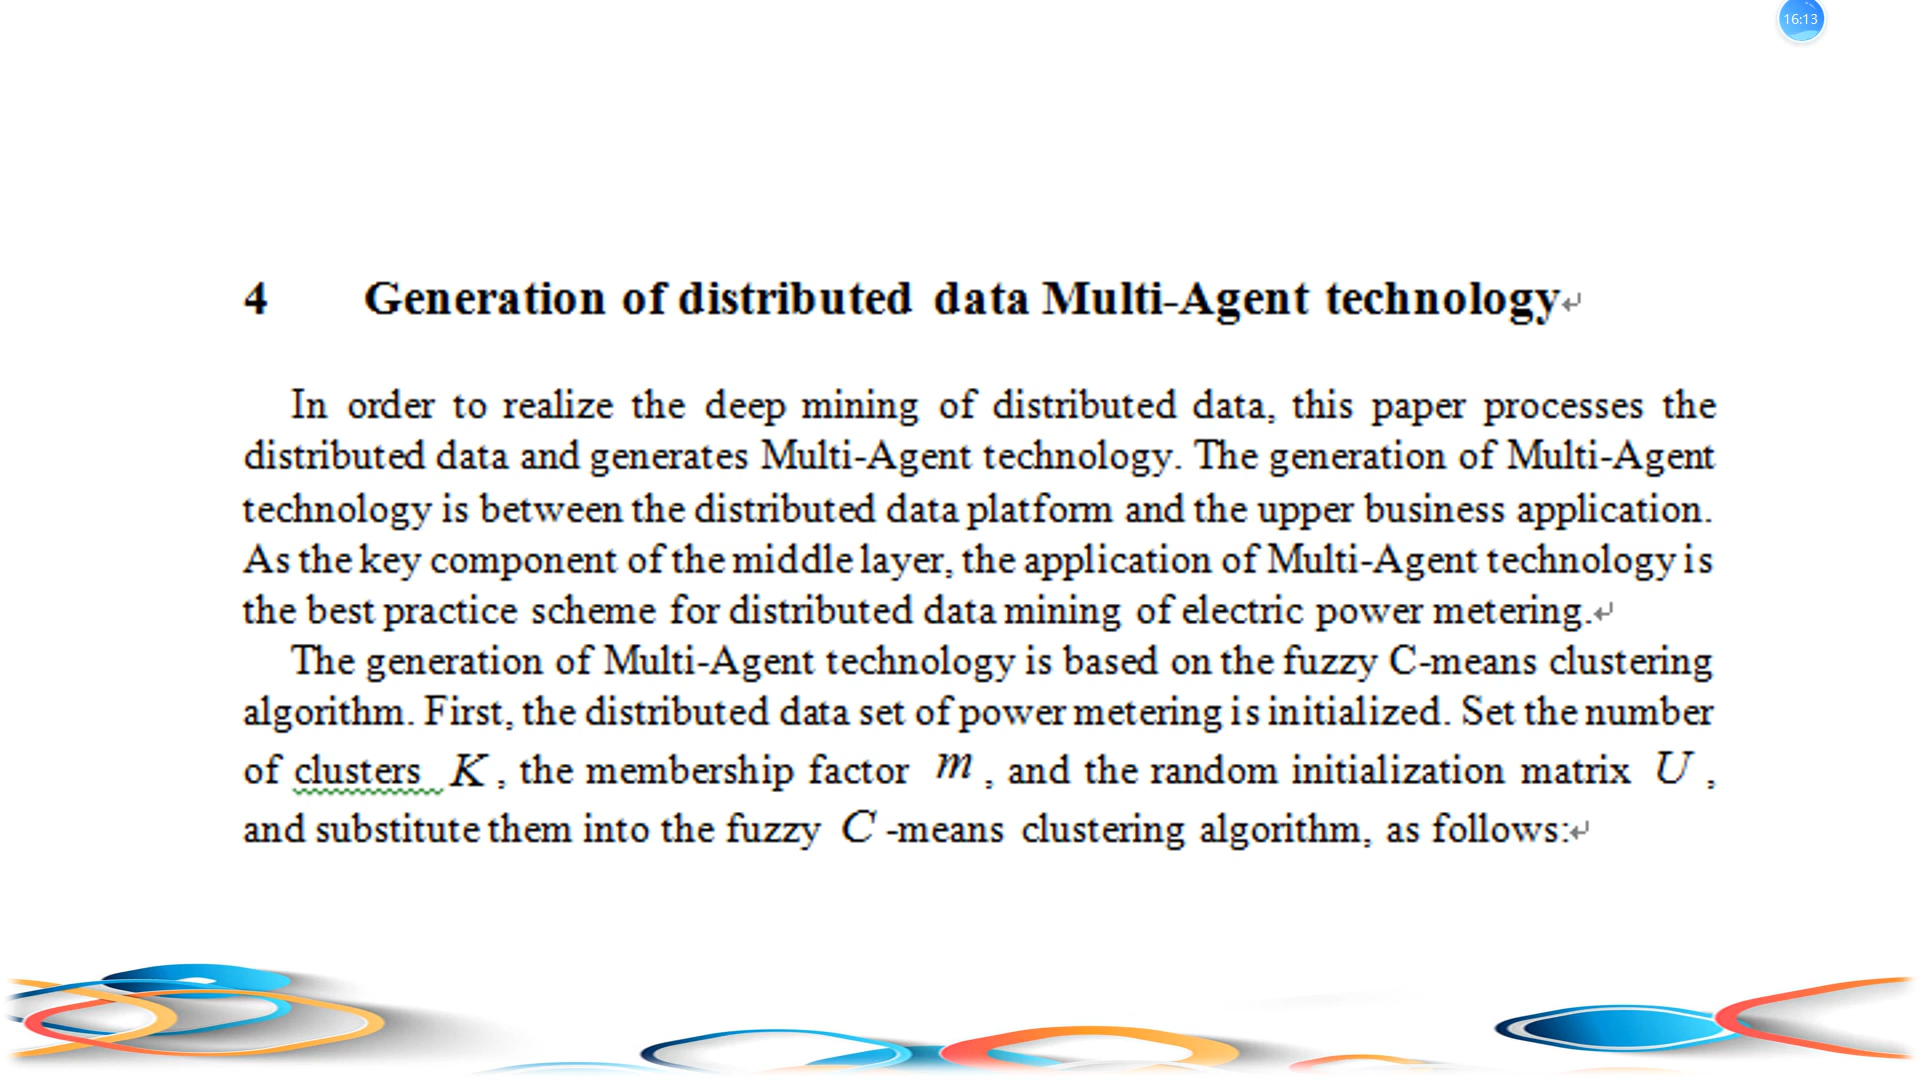 16:13
4 Generation of distributed data Multi-Agent technology↵
In order to realize the deep mining of distributed data, this paper processes the
distributed data and generates Multi-Agent technology. The generation of Multi-Agent
technology is between the distributed data platform and the upper business application.
As the key component of the middle layer, the application of Multi-Agent technology is
the best practice scheme for distributed data mining of electric power metering.↵
The generation of Multi-Agent technology is based on the fuzzy C-means clustering
algorithm. First, the distributed data set of power metering is initialized. Set the number
of clusters K, the membership factor m, and the random initialization matrix U,
and substitute them into the fuzzy C-means clustering algorithm, as follows:↵